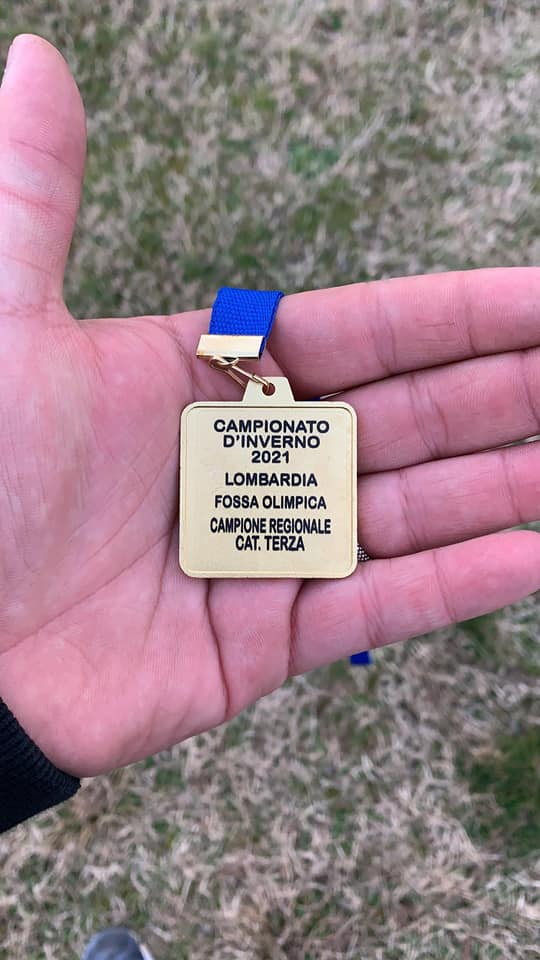 CAMPIONATO
D'INVERNO
2021
LOMBARDIA
FOSSA OLIMPICA
CAMPIONE REGIONALE
CAT. TERZA